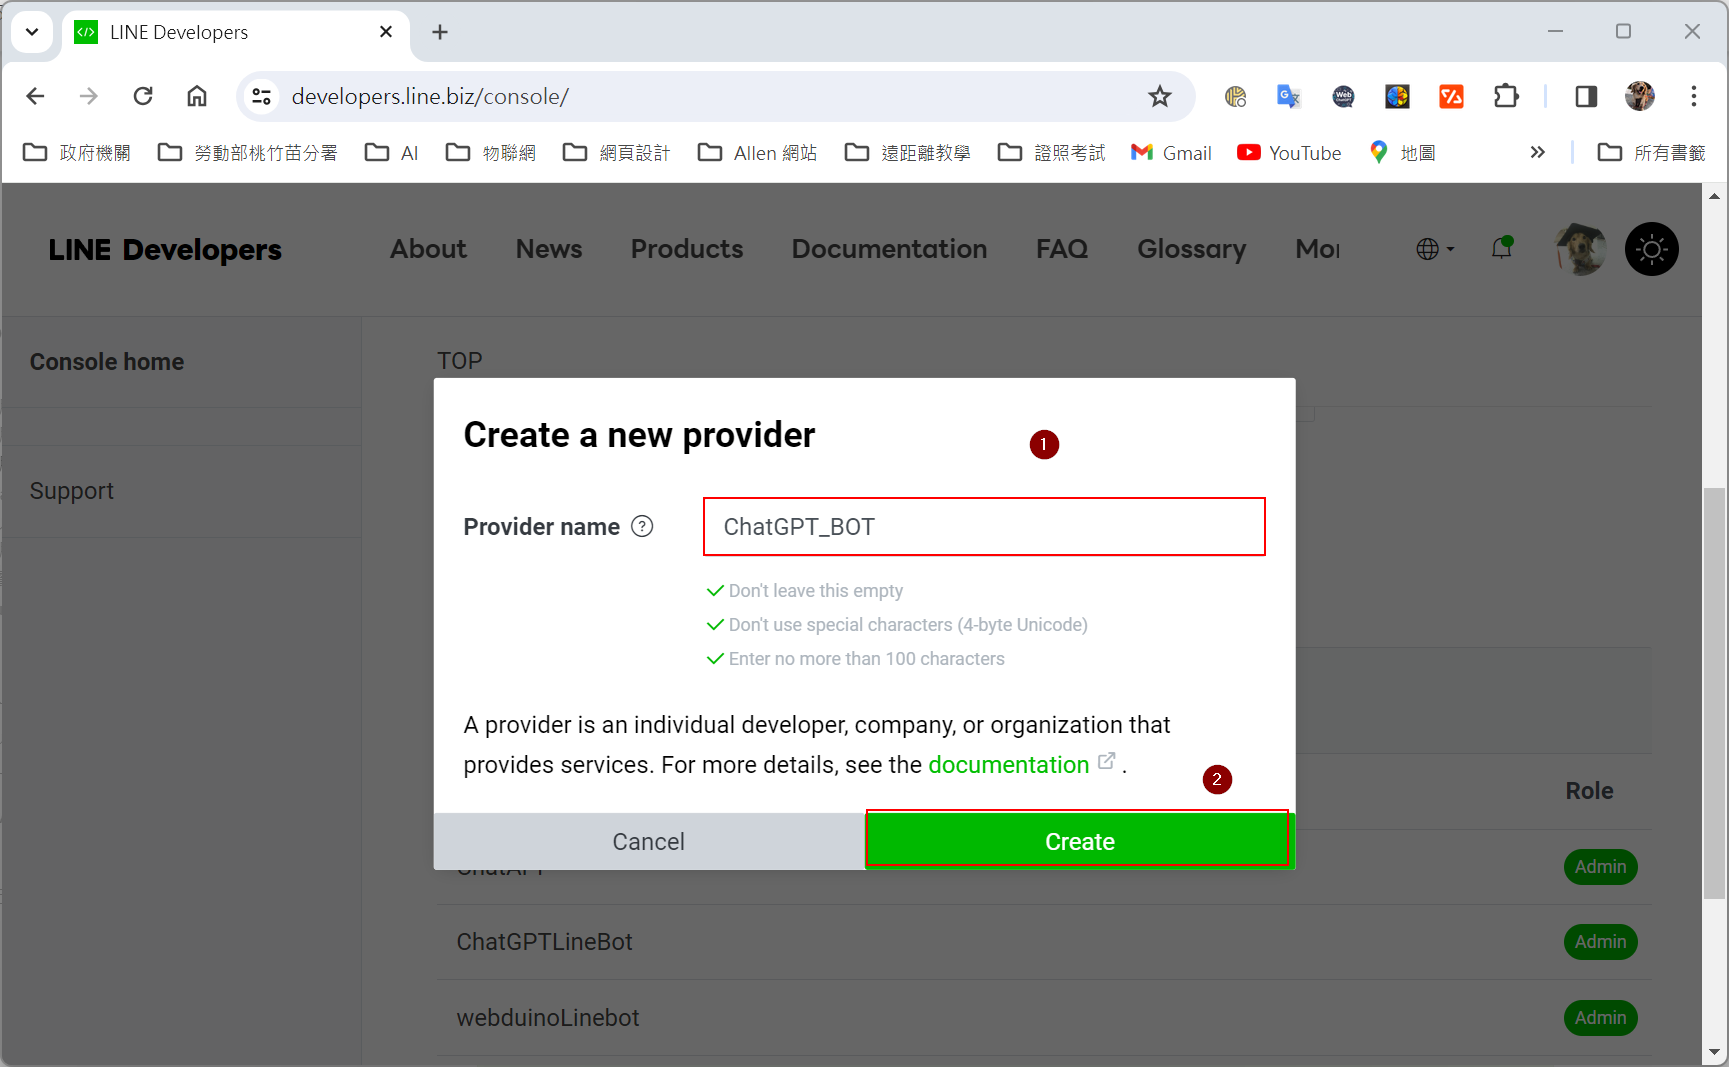 LINE Developers
developers.line.biz/console/
政府機關
勞動部桃竹苗分署
AI
物聯網
網頁設計
Allen 網站
遠距離教學
證照考試
Gmail
YouTube
地圖
所有書籤
LINE Developers
About
News
Products
Documentation
FAQ
Glossary
Console home
TOP
Support
Create a new provider
1
Provider name
ChatGPT_BOT
Don't leave this empty
Don't use special characters (4-byte Unicode)
Enter no more than 100 characters
A provider is an individual developer, company, or organization that
provides services. For more details, see the documentation .
2
Cancel
Create
Role
Admin
ChatGPTLineBot
Admin
webduinoLinebot
Admin